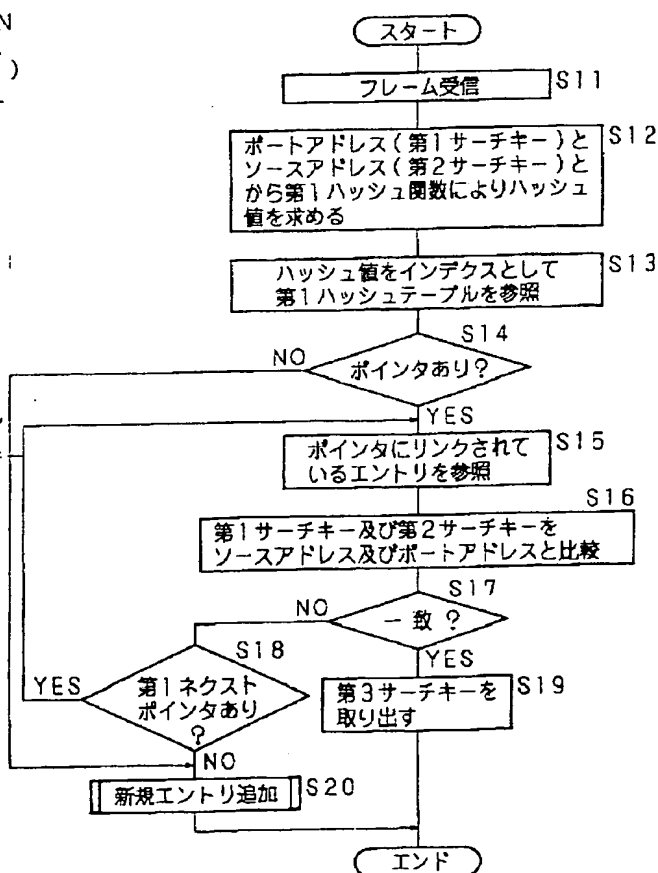 N
)
スタート
フレーム受信
S11
ポートアドレス(第1サーチキー)と
ソースアドレス(第2サーチキー)と
から第1ハッシュ関数によりハッシュ
値を求める
S12
ハッシュ値をインデクスとして
第1ハッシュテーブルを参照
S13
S14
ポインタあり?
NO
YES
ポインタにリンクされて
いるエントリを参照
S15
S16
第1サーチキー及び第2サーチキーを
ソースアドレス及びポートアドレスと比較
S17
一致?
NO
YES
S18
第1ネクスト
ポインタあり
?
YES
NO
第3サーチキーを
取り出す
S19
新規エントリ追加
S20
エンド